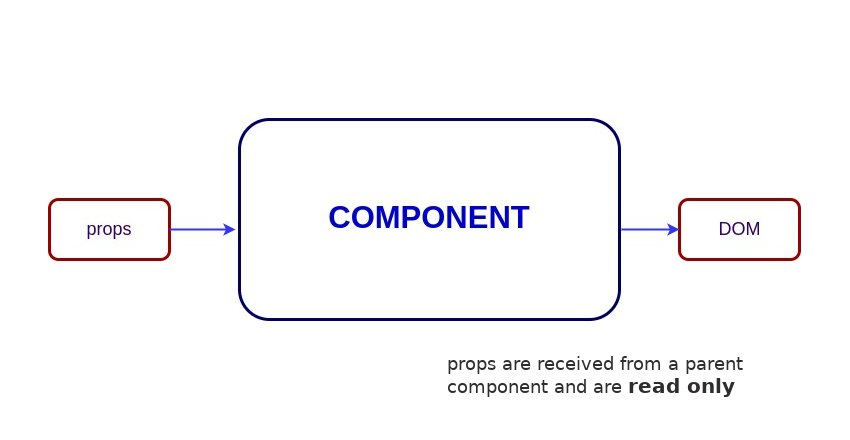 COMPONENT
props
DOM
props are received from a parent
component and are read only